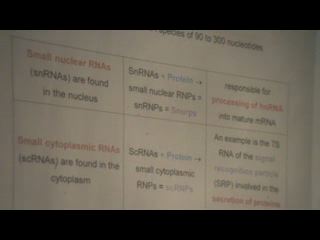 species of 90 to 300 nucleotides
Small nuclear RNAs
(snRNAs) are found
in the nucleus
SnRNAs + Protein →
small nuclear RNPs =
snRNPs = Snurps
responsible for
processing of hnRNA
into mature mRNA
Small cytoplasmic RNAs
(scRNAs) are found in the
cytoplasm
ScRNAs + Protein →
small cytoplasmic
RNPs = scRNPs
An example is the 7S
RNA of the signal
recognition particle
(SRP) involved in the
secretion of proteins